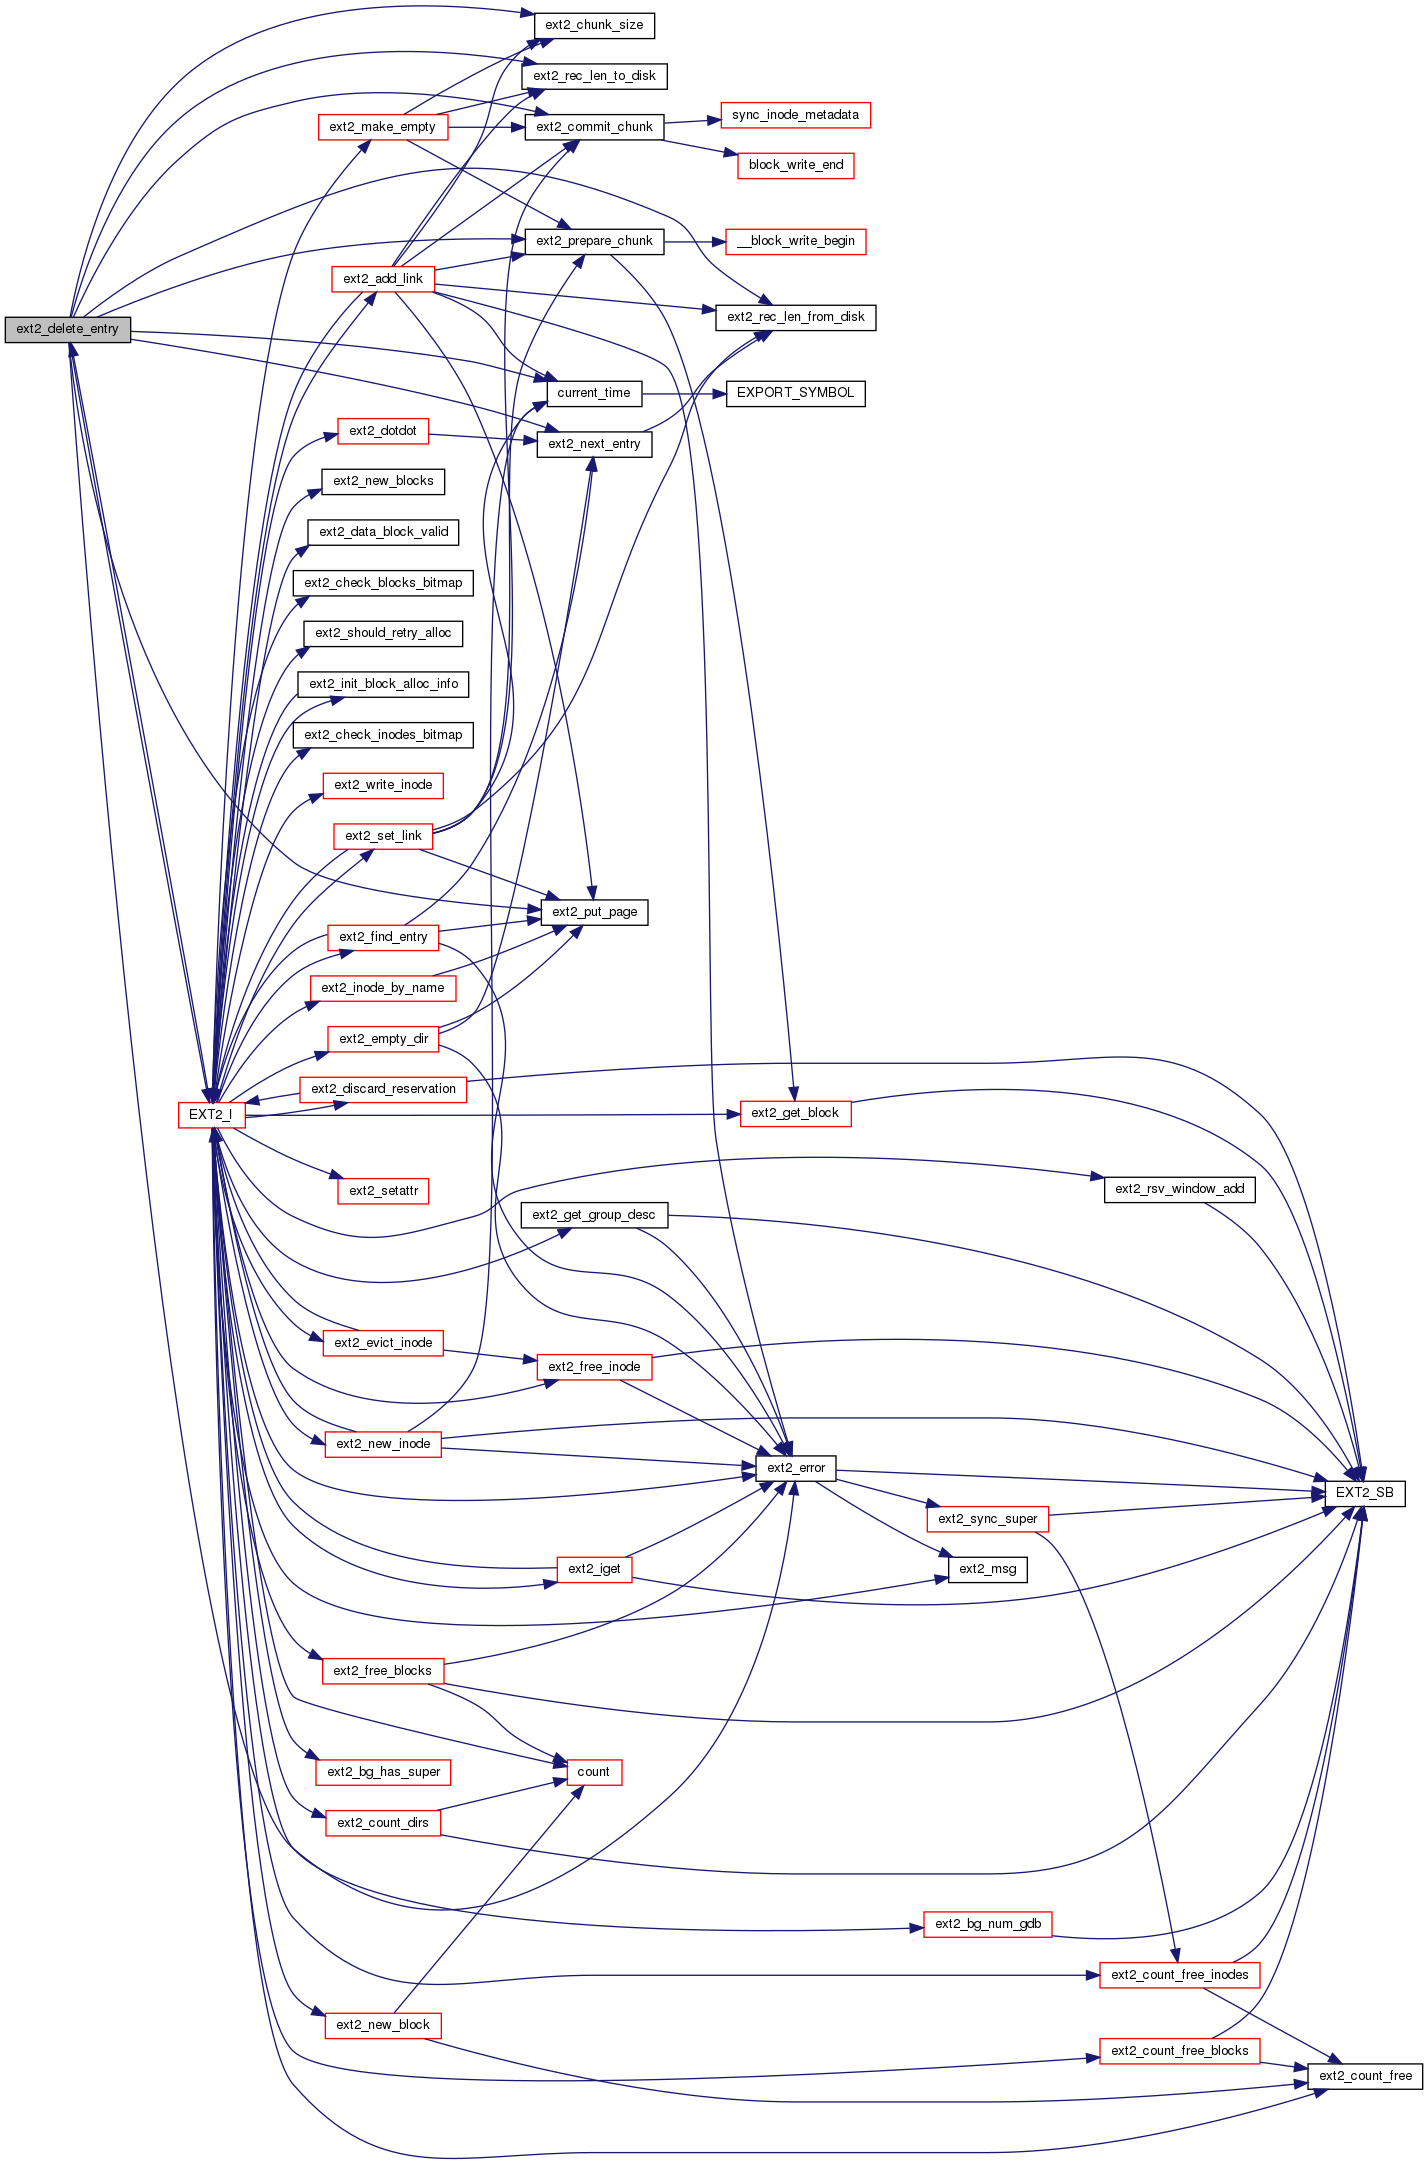 ext2_chunk_size
ext2_rec_len_to_disk
sync_inode_metadata
ext2_make_empty
ext2_commit_chunk
block_write_end
ext2_prepare_chunk
__block_write_begin
ext2_add_link
ext2_rec_len_from_disk
ext2_delete_entry
current_time
EXPORT_SYMBOL
ext2_dotdot
ext2_next_entry
ext2_new_blocks
ext2_data_block_valid
ext2_check_blocks_bitmap
ext2_should_retry_alloc
ext2_init_block_alloc_info
ext2_check_inodes_bitmap
ext2_write_inode
ext2_set_link
ext2_put_page
ext2_find_entry
ext2_inode_by_name
ext2_empty_dir
ext2_discard_reservation
EXT2_I
ext2_get_block
ext2_setattr
ext2_rsv_window_add
ext2_get_group_desc
ext2_evict_inode
ext2_free_inode
ext2_new_inode
ext2_error
EXT2_SB
ext2_sync_super
ext2_iget
ext2_msg
ext2_free_blocks
ext2_bg_has_super
count
ext2_count_dirs
ext2_bg_num_gdb
ext2_count_free_inodes
ext2_new_block
ext2_count_free_blocks
ext2_count_free